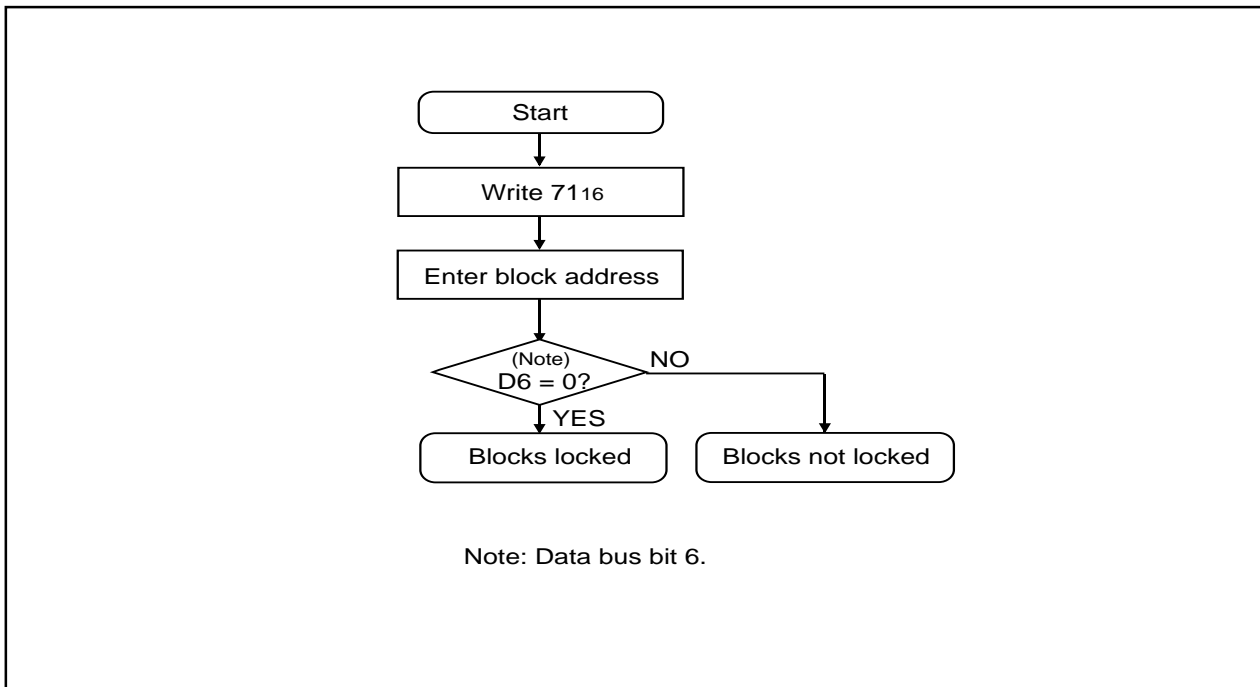 Start
Write 7116
Enter block address
(Note)
D6 = 0?
NO
YES
Blocks locked
Blocks not locked
Note: Data bus bit 6.